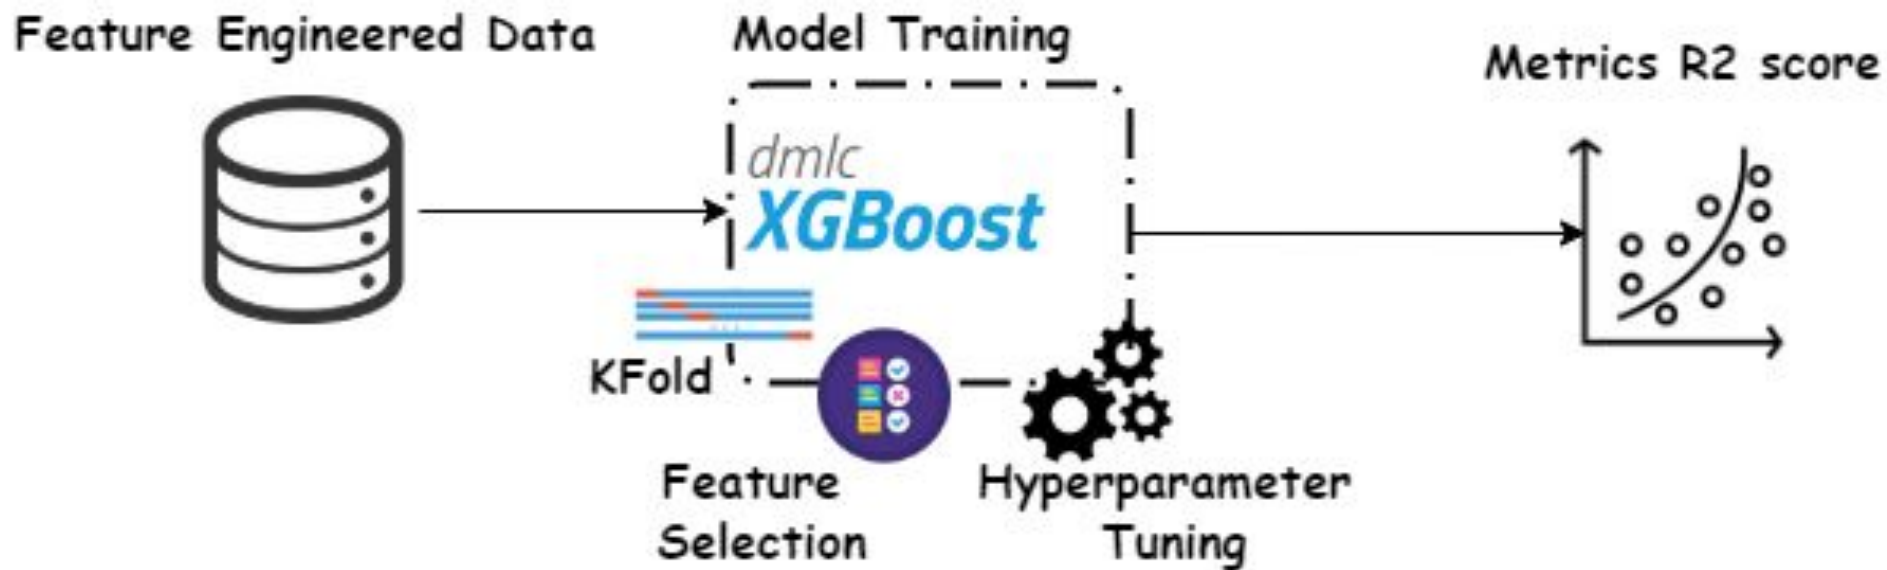 Feature Engineered Data
Model Training
Metrics R2 score
dmlc
XGBoost
KFold
Feature
Selection
Hyperparameter
Tuning